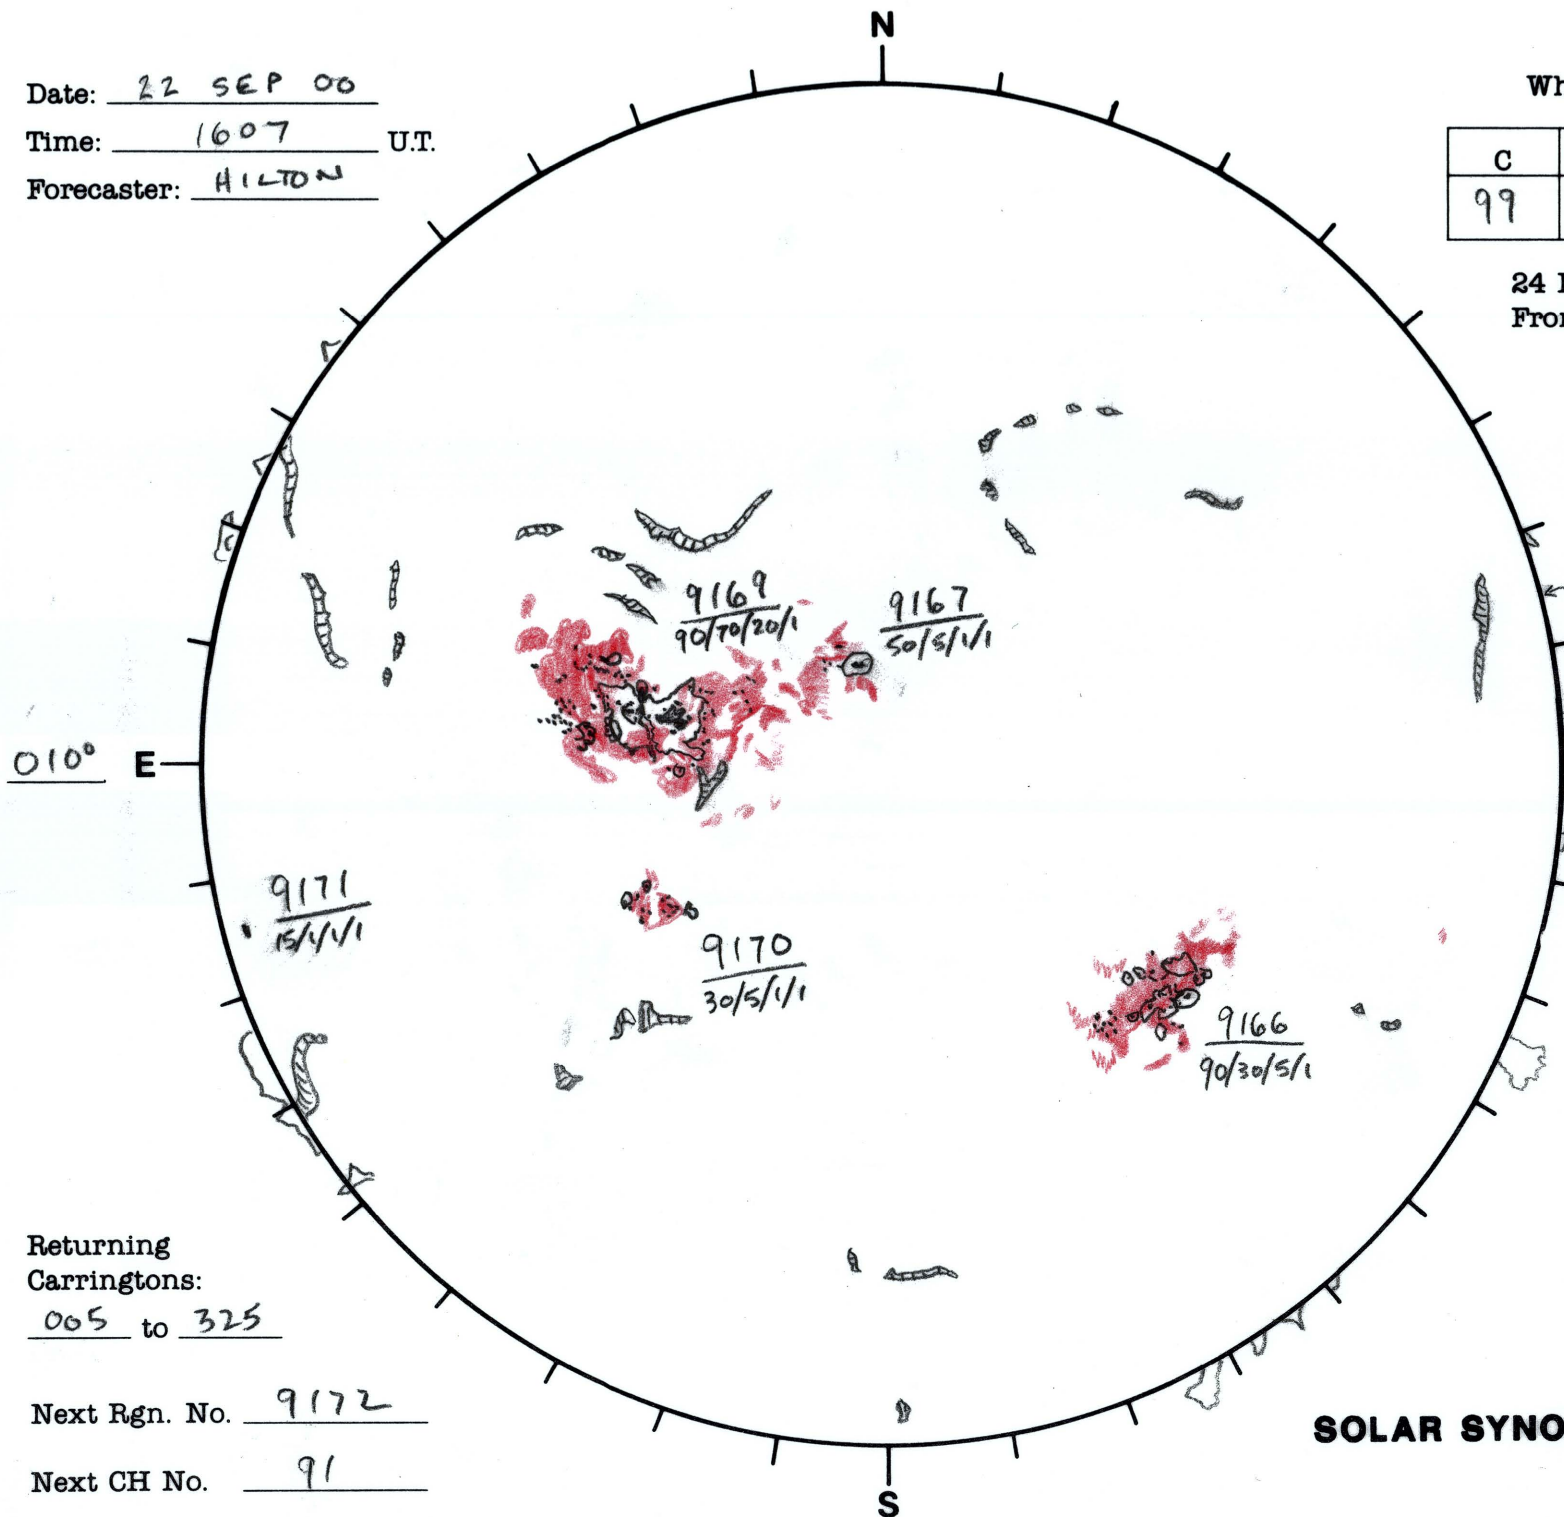 N
Date: 22 SEP 00
Time: 1607 U.T.
Forecaster: HILTON
Wh
C
99
24 H
From
9169
90/70/20/1
9167
50/5/1/1
010° E
9171
15/1/1/1
9170
30/5/1/1
9166
90/30/5/1
Returning
Carringtons:
005 to 325
Next Rgn. No. 9172
Next CH No. 91
SOLAR SYNO
S